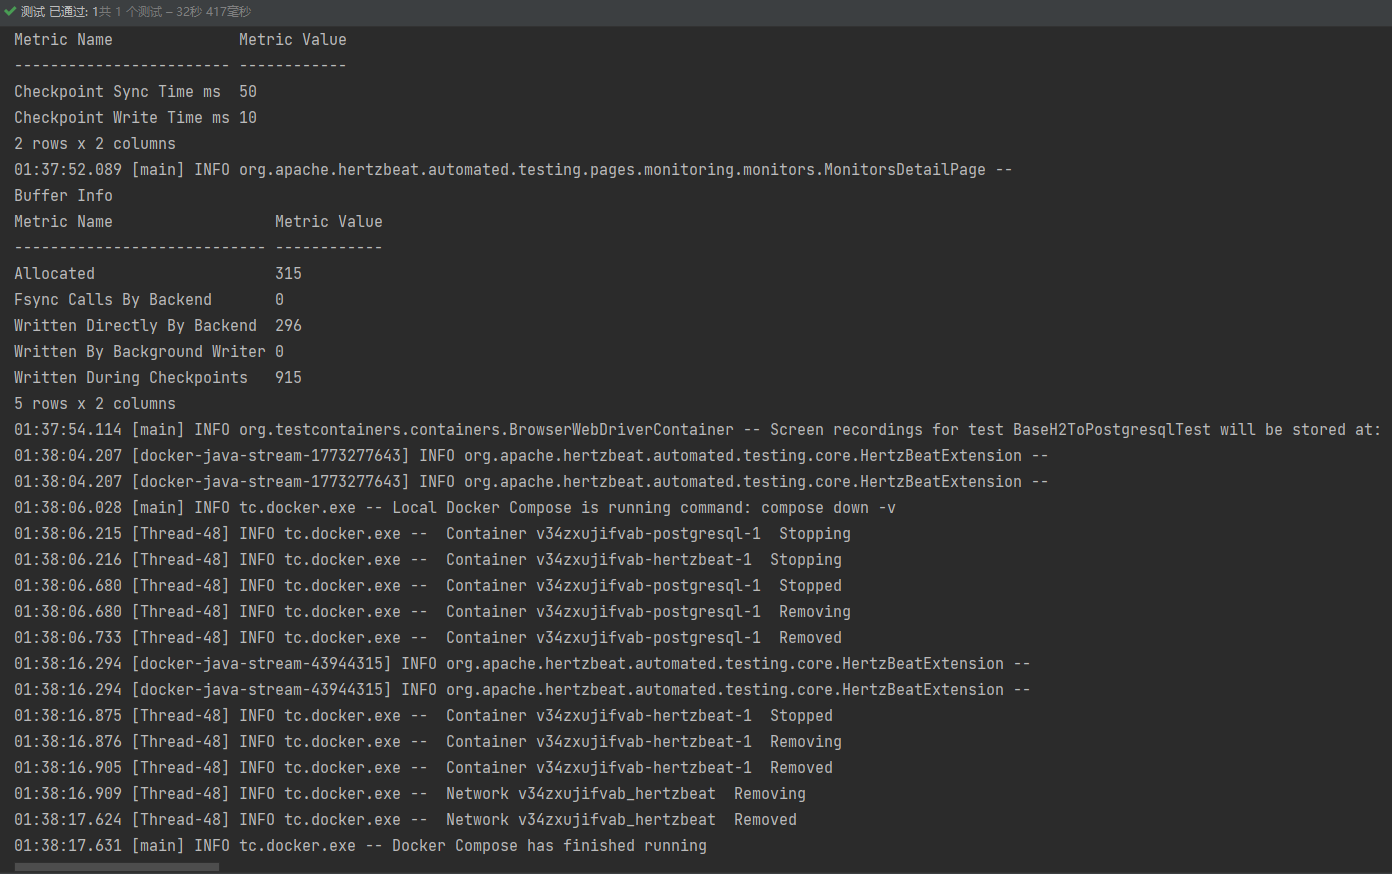 测试 已通过: 1共 1 个测试 – 32秒 417毫秒
Metric Name              Metric Value
------------------------ ------------
Checkpoint Sync Time ms  50
Checkpoint Write Time ms 10
2 rows x 2 columns
01:37:52.089 [main] INFO org.apache.hertzbeat.automated.testing.pages.monitoring.monitors.MonitorsDetailPage --
Buffer Info
Metric Name                  Metric Value
---------------------------- ------------
Allocated                    315
Fsync Calls By Backend       0
Written Directly By Backend  296
Written By Background Writer 0
Written During Checkpoints   915
5 rows x 2 columns
01:37:54.114 [main] INFO org.testcontainers.containers.BrowserWebDriverContainer -- Screen recordings for test BaseH2ToPostgresqlTest will be stored at:
01:38:04.207 [docker-java-stream-1773277643] INFO org.apache.hertzbeat.automated.testing.core.HertzBeatExtension --
01:38:04.207 [docker-java-stream-1773277643] INFO org.apache.hertzbeat.automated.testing.core.HertzBeatExtension --
01:38:06.028 [main] INFO tc.docker.exe -- Local Docker Compose is running command: compose down -v
01:38:06.215 [Thread-48] INFO tc.docker.exe --  Container v34zxujifvab-postgresql-1  Stopping
01:38:06.216 [Thread-48] INFO tc.docker.exe --  Container v34zxujifvab-hertzbeat-1  Stopping
01:38:06.680 [Thread-48] INFO tc.docker.exe --  Container v34zxujifvab-postgresql-1  Stopped
01:38:06.680 [Thread-48] INFO tc.docker.exe --  Container v34zxujifvab-postgresql-1  Removing
01:38:06.733 [Thread-48] INFO tc.docker.exe --  Container v34zxujifvab-postgresql-1  Removed
01:38:16.294 [docker-java-stream-43944315] INFO org.apache.hertzbeat.automated.testing.core.HertzBeatExtension --
01:38:16.294 [docker-java-stream-43944315] INFO org.apache.hertzbeat.automated.testing.core.HertzBeatExtension --
01:38:16.875 [Thread-48] INFO tc.docker.exe --  Container v34zxujifvab-hertzbeat-1  Stopped
01:38:16.876 [Thread-48] INFO tc.docker.exe --  Container v34zxujifvab-hertzbeat-1  Removing
01:38:16.905 [Thread-48] INFO tc.docker.exe --  Container v34zxujifvab-hertzbeat-1  Removed
01:38:16.909 [Thread-48] INFO tc.docker.exe --  Network v34zxujifvab_hertzbeat  Removing
01:38:17.624 [Thread-48] INFO tc.docker.exe --  Network v34zxujifvab_hertzbeat  Removed
01:38:17.631 [main] INFO tc.docker.exe -- Docker Compose has finished running